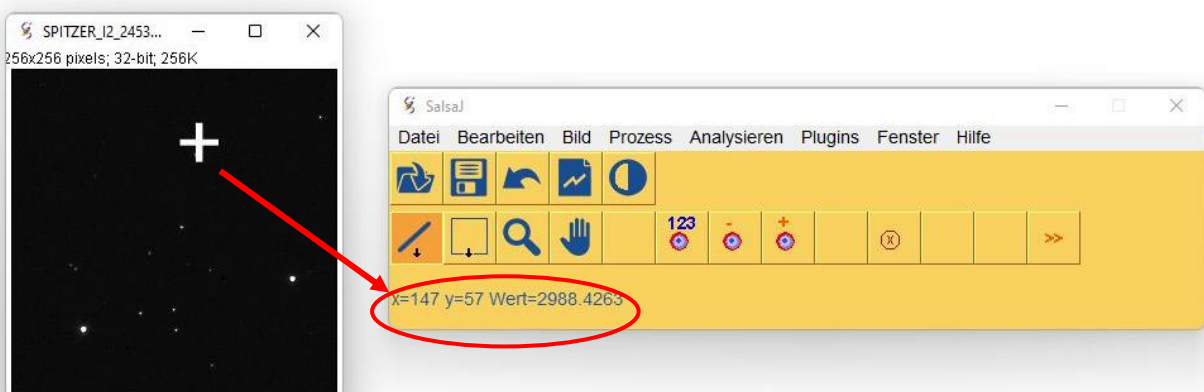 SPITZER_I2_2453...
256x256 pixels; 32-bit; 256K
SalsaJ
Datei Bearbeiten Bild Prozess Analysieren Plugins Fenster Hilfe
123
- +
X
>>
x=147 y=57 Wert=2988.4263